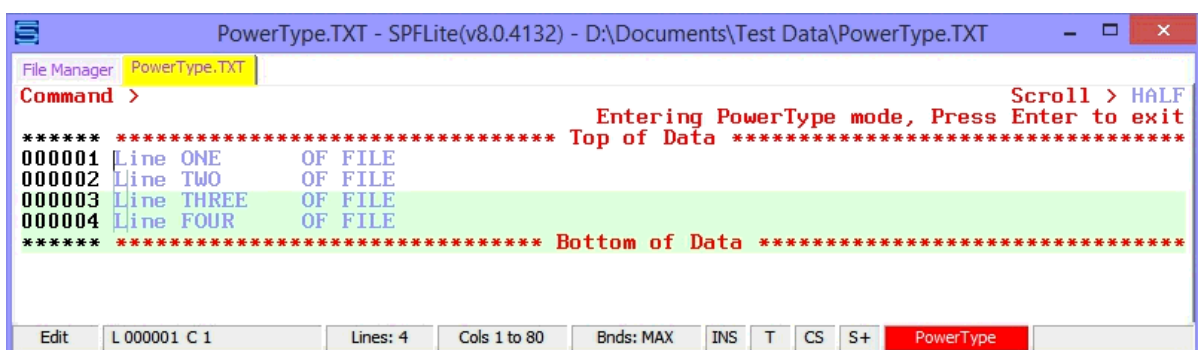 PowerType.TXT - SPFLite(v8.0.4132) - D:\Documents\Test Data\PowerType.TXT
File Manager PowerType.TXT
Command > Scroll > HALF
Entering PowerType mode, Press Enter to exit
****** ********************************* Top of Data **********************************
000001 Line ONE OF FILE
000002 Line TWO OF FILE
000003 Line THREE OF FILE
000004 Line FOUR OF FILE
****** ******************************** Bottom of Data ********************************
Edit L 000001 C 1 Lines: 4 Cols 1 to 80 Bnds: MAX INS T CS S+ PowerType